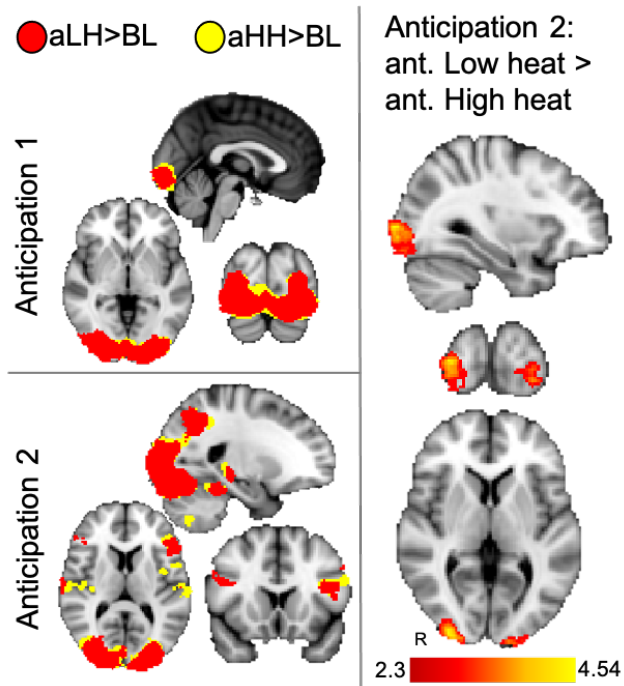 aLH>BL
aHH>BL
Anticipation 1
Anticipation 2
Anticipation 2:
ant. Low heat >
ant. High heat
R
2.3
4.54